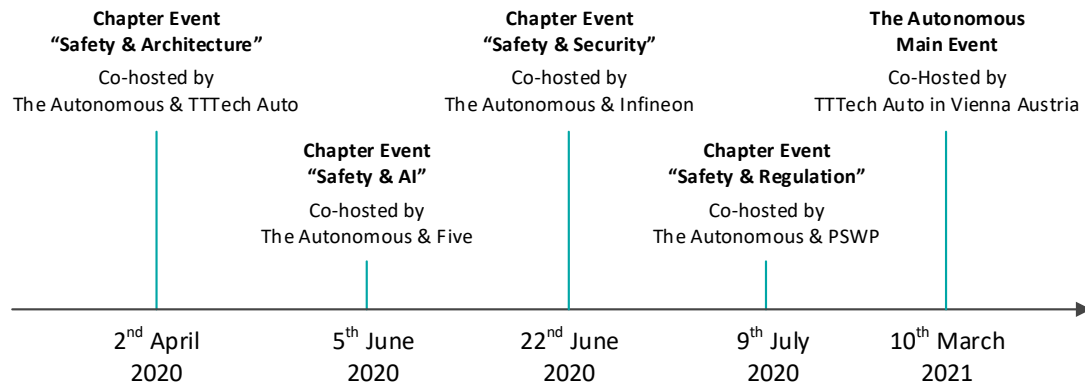 Chapter Event
“Safety & Architecture”
Co-hosted by
The Autonomous & TTTech Auto
Chapter Event
“Safety & AI”
Co-hosted by
The Autonomous & Five
Chapter Event
“Safety & Security”
Co-hosted by
The Autonomous & Infineon
Chapter Event
“Safety & Regulation”
Co-hosted by
The Autonomous & PSWP
The Autonomous
Main Event
Co-Hosted by
TTTech Auto in Vienna Austria
2nd April
2020
5th June
2020
22nd June
2020
9th July
2020
10th March
2021